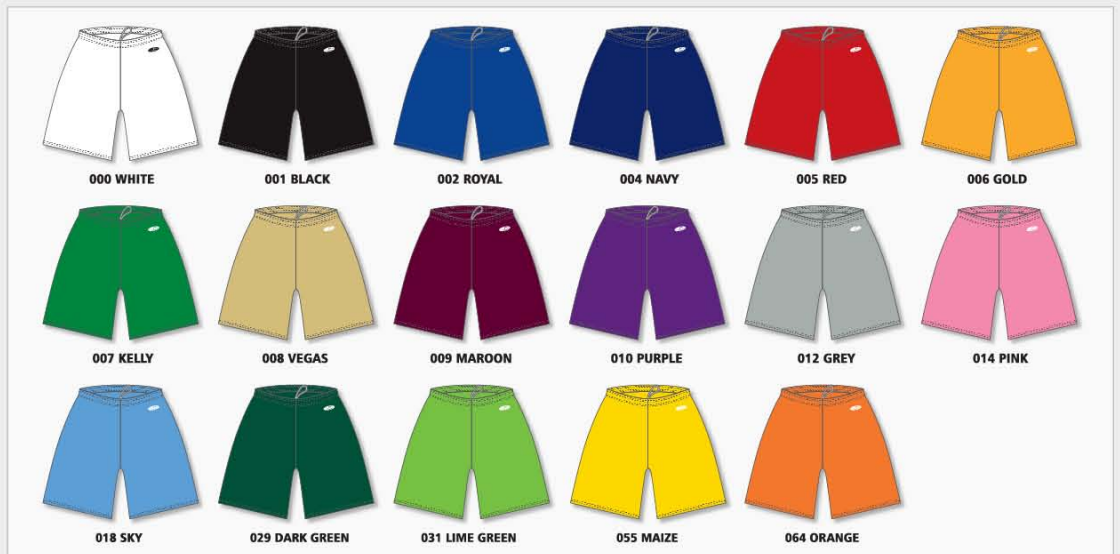 000 WHITE
001 BLACK
002 ROYAL
004 NAVY
005 RED
006 GOLD
007 KELLY
008 VEGAS
009 MAROON
010 PURPLE
012 GREY
014 PINK
018 SKY
029 DARK GREEN
031 LIME GREEN
055 MAIZE
064 ORANGE